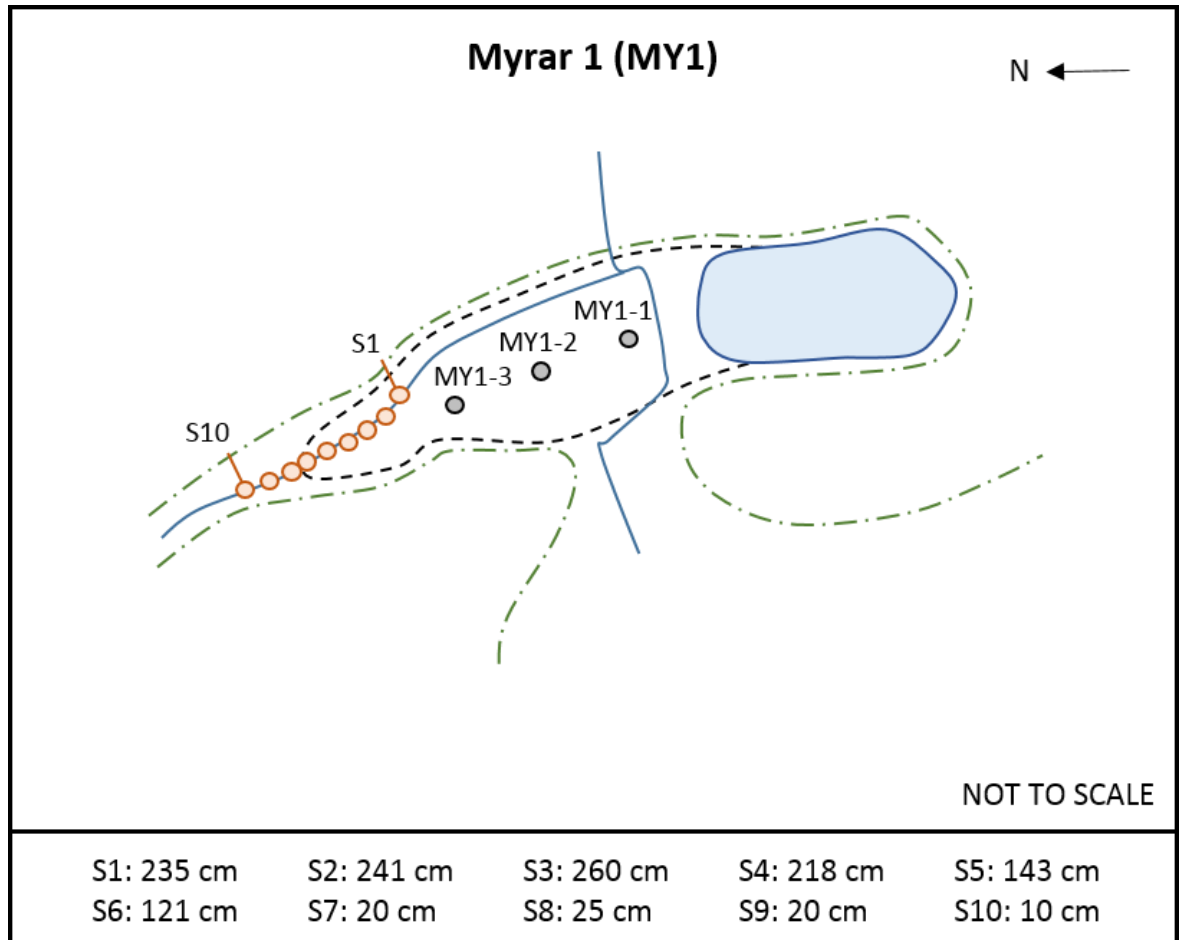 Myrar 1 (MY1)
N
MY1-1
S1
MY1-2
MY1-3
S10
NOT TO SCALE
S1: 235 cm S2: 241 cm S3: 260 cm S4: 218 cm S5: 143 cm
S6: 121 cm S7: 20 cm S8: 25 cm S9: 20 cm S10: 10 cm